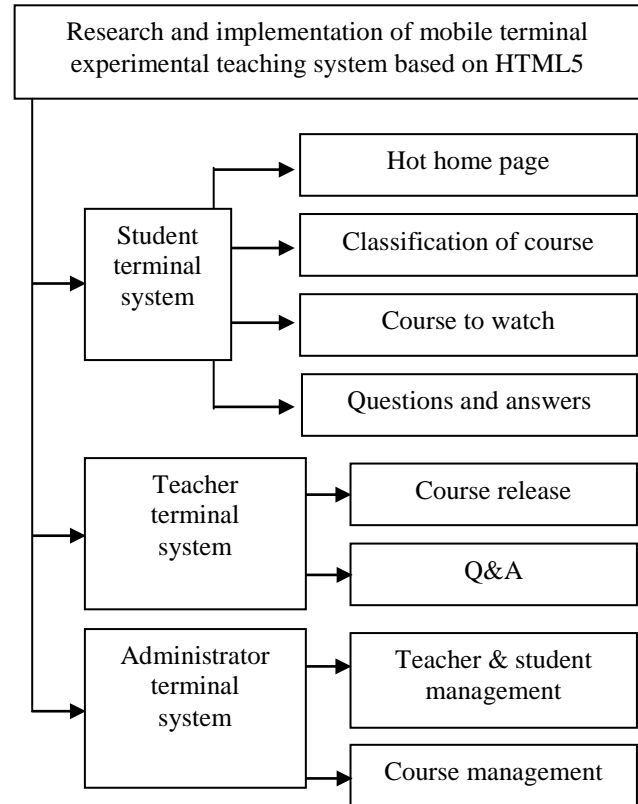 Research and implementation of mobile terminal
experimental teaching system based on HTML5
Student
terminal
system
Hot home page
Classification of course
Course to watch
Questions and answers
Teacher
terminal
system
Course release
Q&A
Administrator
terminal
system
Teacher & student
management
Course management